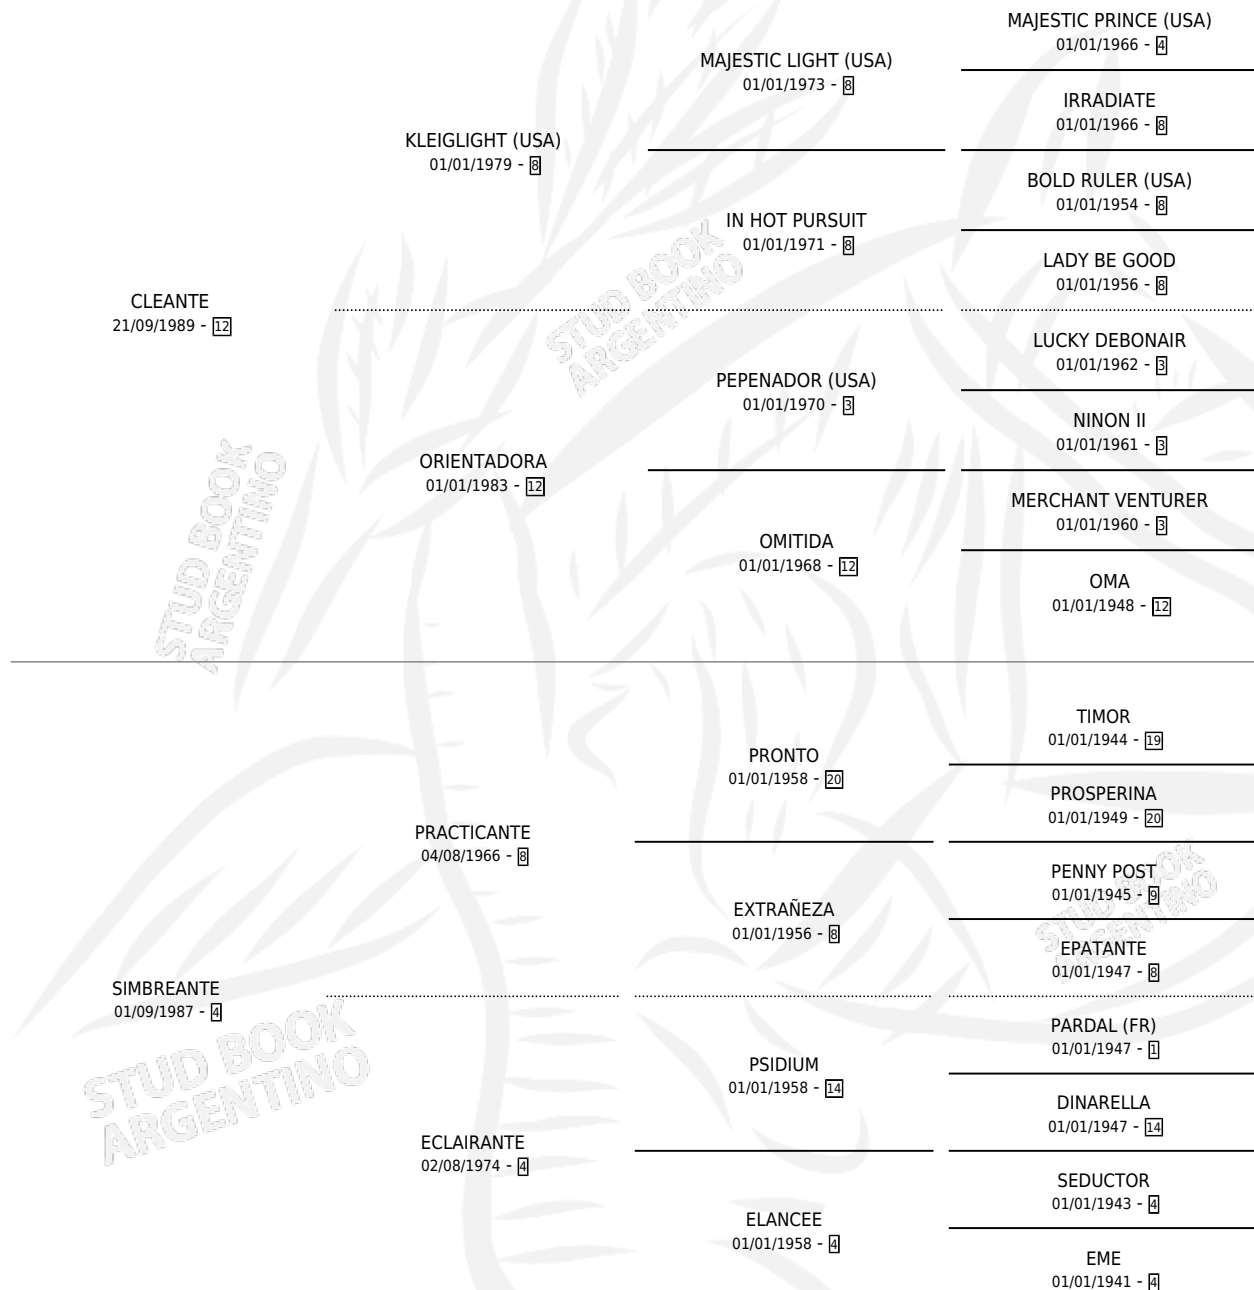 MAJESTIC PRINCE (USA)
01/01/1966 - 4
MAJESTIC LIGHT (USA)
01/01/1973 - 8
IRRADIATE
01/01/1966 - 8
KLEIGLIGHT (USA)
01/01/1979 - 8
BOLD RULER (USA)
01/01/1954 - 8
IN HOT PURSUIT
01/01/1971 - 8
LADY BE GOOD
01/01/1956 - 8
CLEANTE
21/09/1989 - 12
STUD BOOK
ARGENTINO
LUCKY DEBONAIR
01/01/1962 - 3
PEPENADOR (USA)
01/01/1970 - 3
NINON II
01/01/1961 - 3
ORIENTADORA
01/01/1983 - 12
MERCHANT VENTURER
01/01/1960 - 3
OMITIDA
01/01/1968 - 12
OMA
01/01/1948 - 12
STUD BOOK
ARGENTINO
TIMOR
01/01/1944 - 19
PRONTO
01/01/1958 - 20
PROSPERINA
01/01/1949 - 20
PRACTICANTE
04/08/1966 - 8
PENNY POST
01/01/1945 - 9
EXTRAÑEZA
01/01/1956 - 8
EPATANTE
01/01/1947 - 8
STUD BOOK
ARGENTINO
SIMBREANTE
01/09/1987 - 4
PARDAL (FR)
01/01/1947 - 1
PSIDIUM
01/01/1958 - 14
DINARELLA
01/01/1947 - 14
STUD BOOK
ARGENTINO
ECLAIRANTE
02/08/1974 - 4
SEDUCTOR
01/01/1943 - 4
ELANCEE
01/01/1958 - 4
EME
01/01/1941 - 4